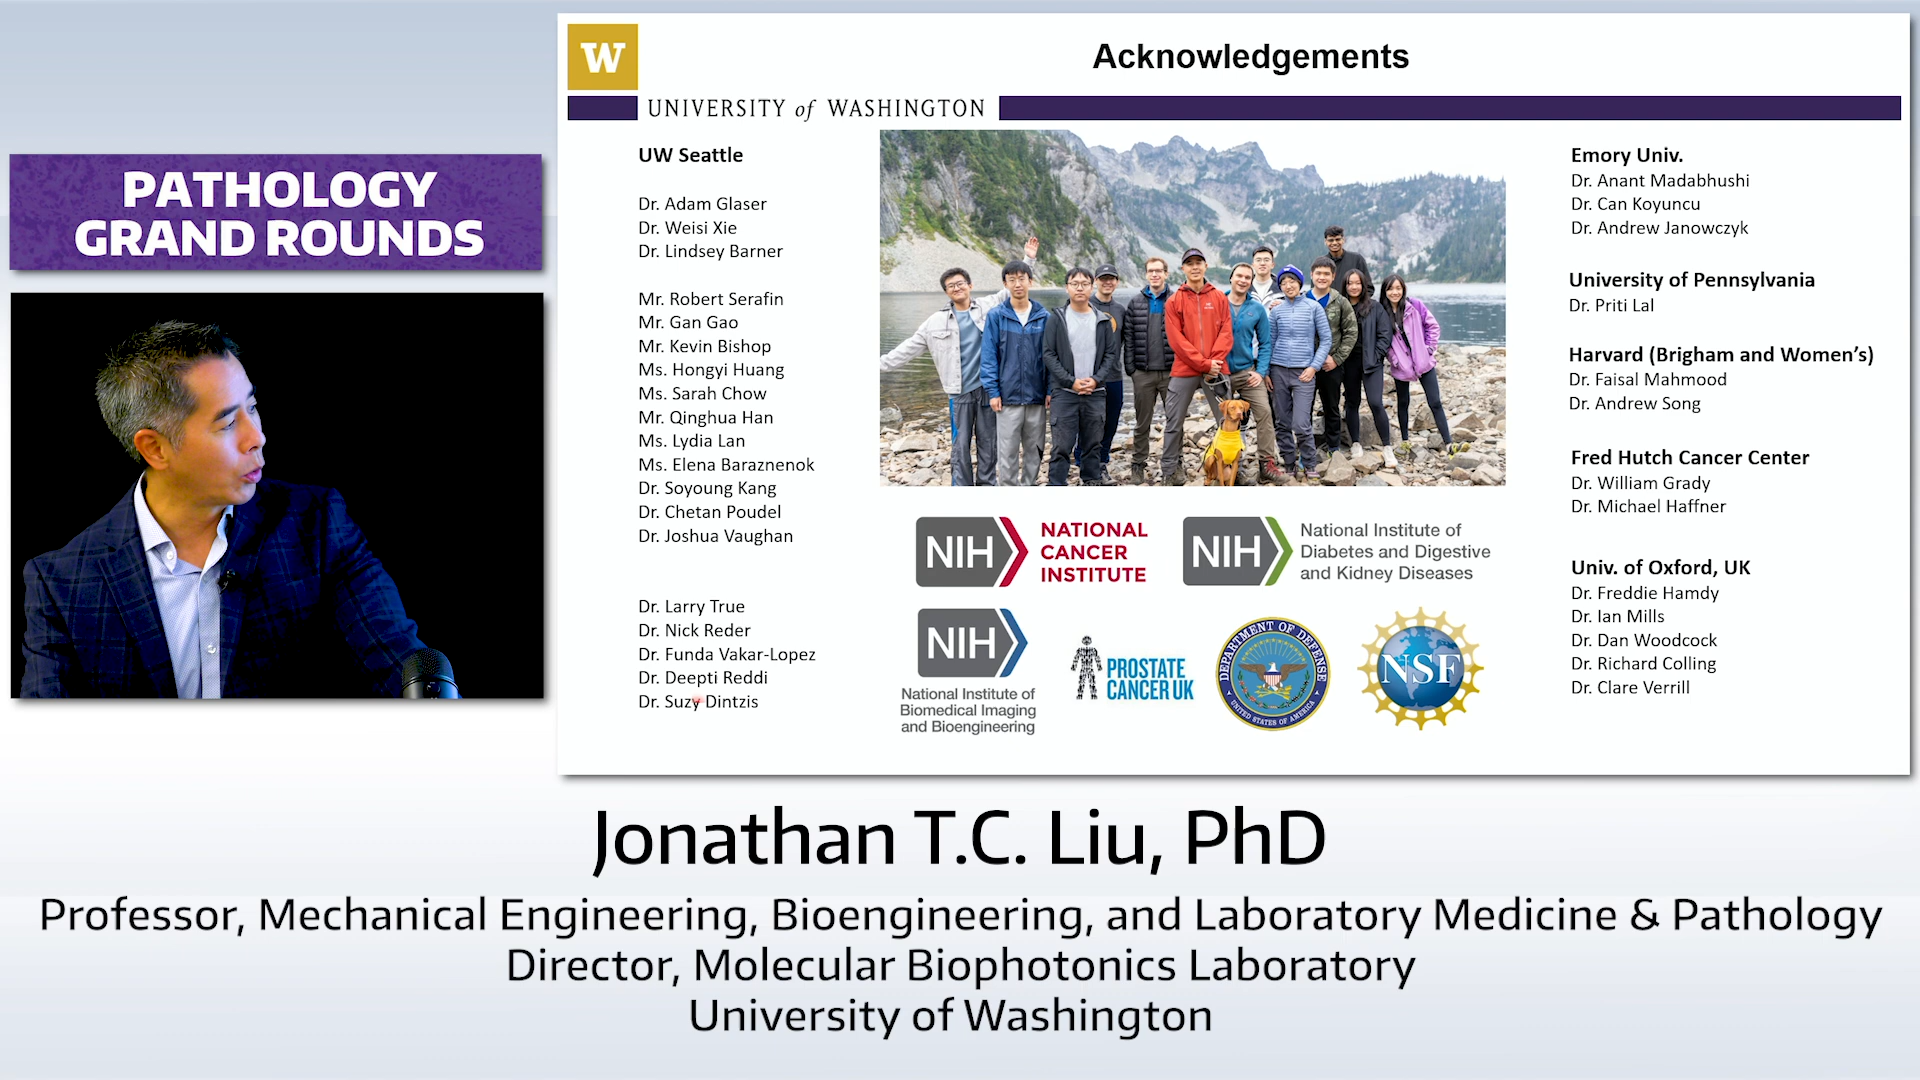 PATHOLOGY
GRAND ROUNDS
W
UNIVERSITY of WASHINGTON
Acknowledgements
UW Seattle
Dr. Adam Glaser
Dr. Weisi Xie
Dr. Lindsey Barner
Mr. Robert Serafin
Mr. Gan Gao
Mr. Kevin Bishop
Ms. Hongyi Huang
Ms. Sarah Chow
Mr. Qinghua Han
Ms. Lydia Lan
Ms. Elena Baraznenok
Dr. Soyoung Kang
Dr. Chetan Poudel
Dr. Joshua Vaughan
Dr. Larry True
Dr. Nick Reder
Dr. Funda Vakar-Lopez
Dr. Deepti Reddi
Dr. Suzy Dintzis
NIH
NATIONAL
CANCER
INSTITUTE
NIH
National Institute of
Diabetes and Digestive
and Kidney Diseases
NIH
National Institute of
Biomedical Imaging
and Bioengineering
PROSTATE
CANCER UK
DEPARTMENT OF DEFENSE
UNITED STATES OF AMERICA
NSF
Emory Univ.
Dr. Anant Madabhushi
Dr. Can Koyuncu
Dr. Andrew Janowczyk
University of Pennsylvania
Dr. Priti Lal
Harvard (Brigham and Women’s)
Dr. Faisal Mahmood
Dr. Andrew Song
Fred Hutch Cancer Center
Dr. William Grady
Dr. Michael Haffner
Univ. of Oxford, UK
Dr. Freddie Hamdy
Dr. Ian Mills
Dr. Dan Woodcock
Dr. Richard Colling
Dr. Clare Verrill
Jonathan T.C. Liu, PhD
Professor, Mechanical Engineering, Bioengineering, and Laboratory Medicine & Pathology
Director, Molecular Biophotonics Laboratory
University of Washington